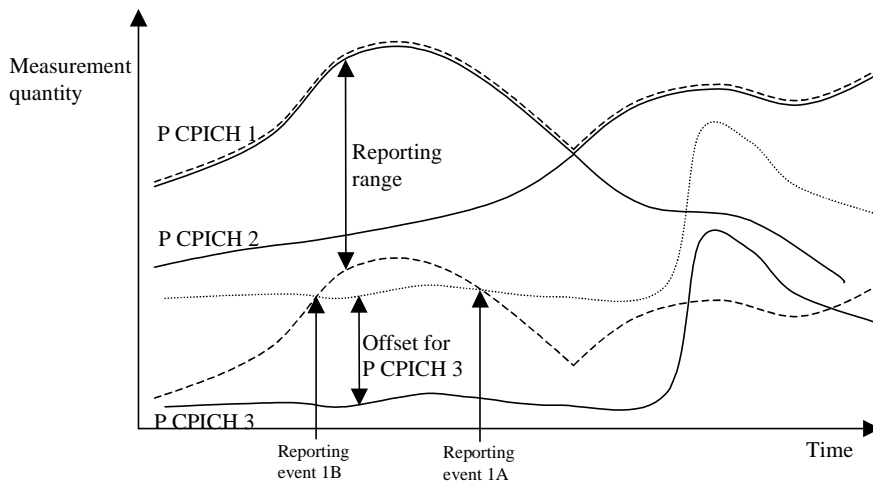 Measurement
quantity
P CPICH 1
Reporting
range
P CPICH 2
Offset for
P CPICH 3
P CPICH 3
Time
Reporting
event 1B
Reporting
event 1A